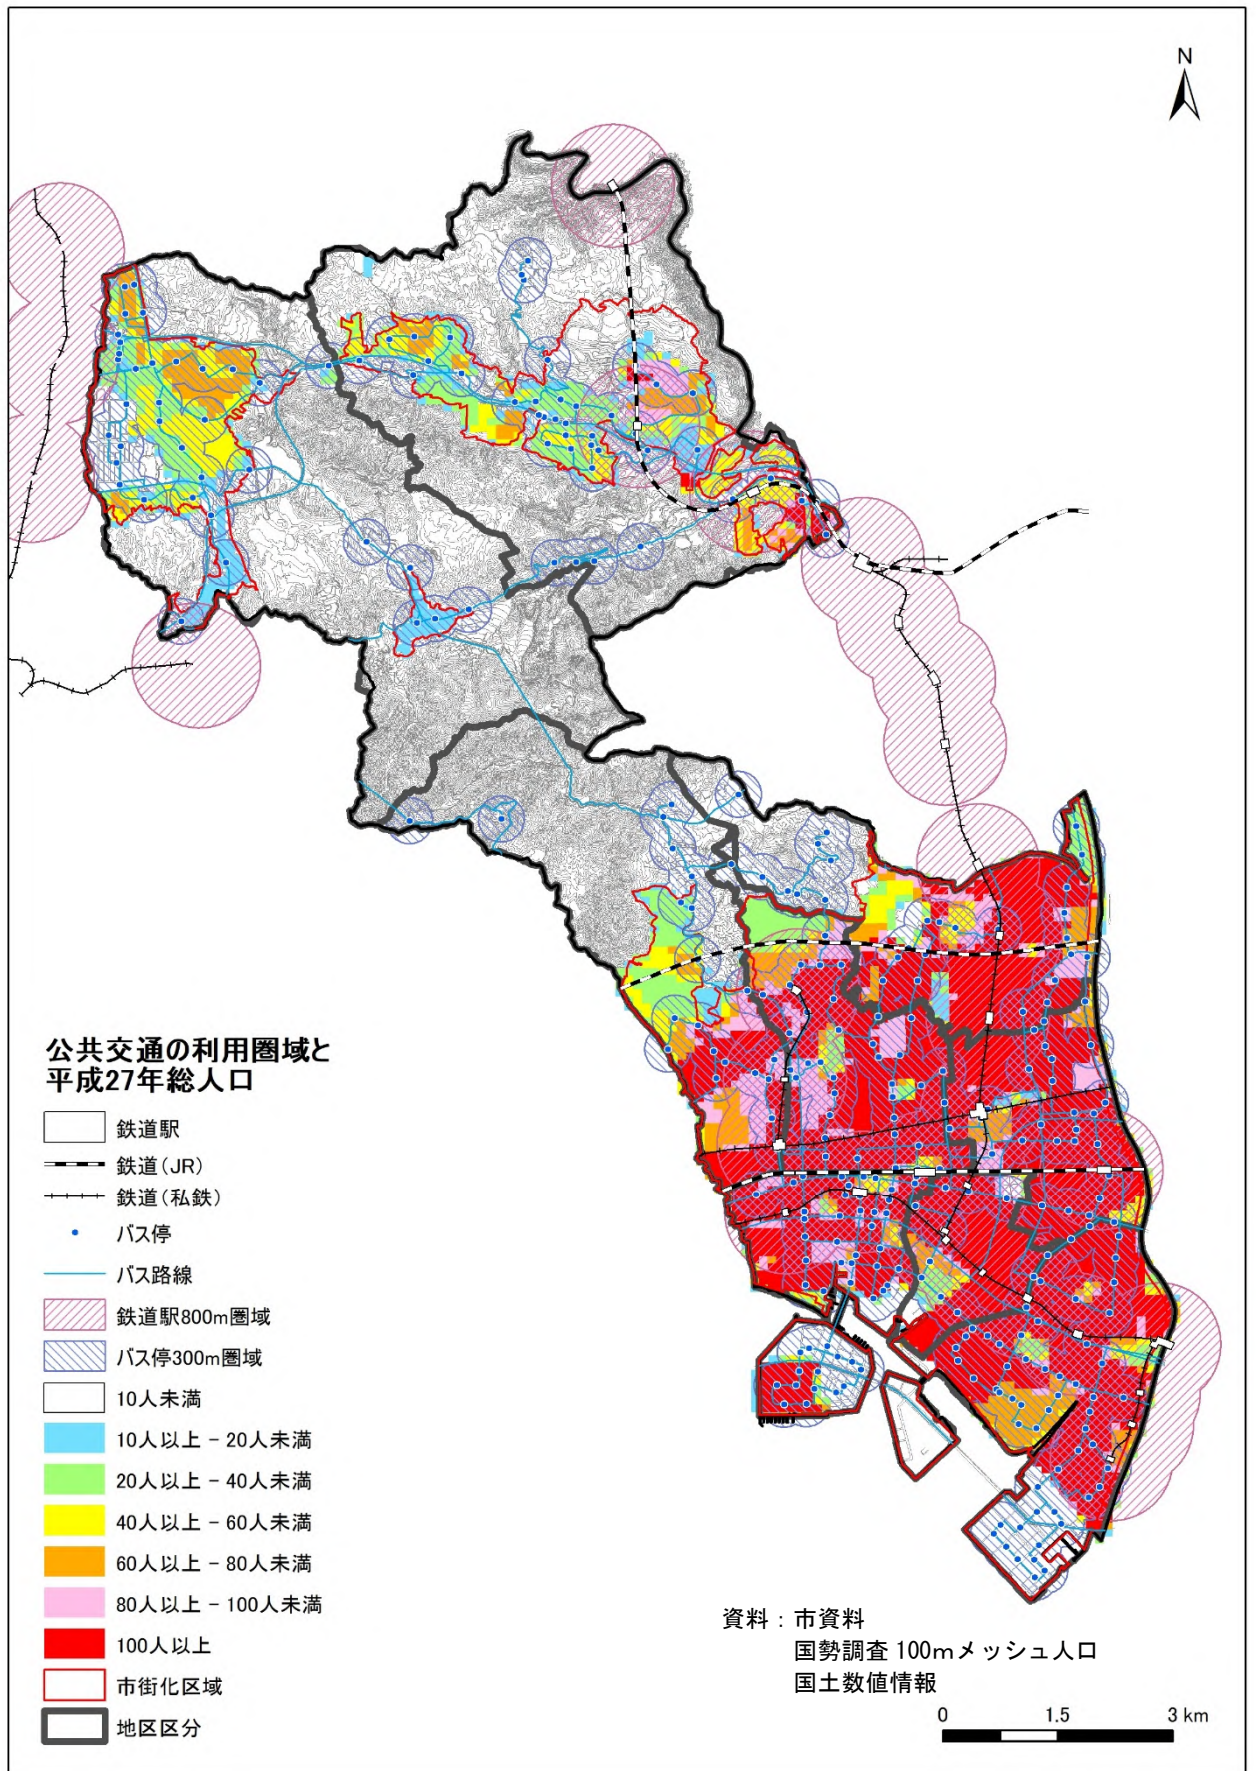 N
公共交通の利用圏域と
平成27年総人口
鉄道駅
鉄道(JR)
鉄道(私鉄)
バス停
バス路線
鉄道駅800m圏域
バス停300m圏域
10人未満
10人以上 - 20人未満
20人以上 - 40人未満
40人以上 - 60人未満
60人以上 - 80人未満
80人以上 - 100人未満
100人以上
市街化区域
地区区分
資料：市資料
国勢調査 100mメッシュ人口
国土数値情報
0 1.5 3 km